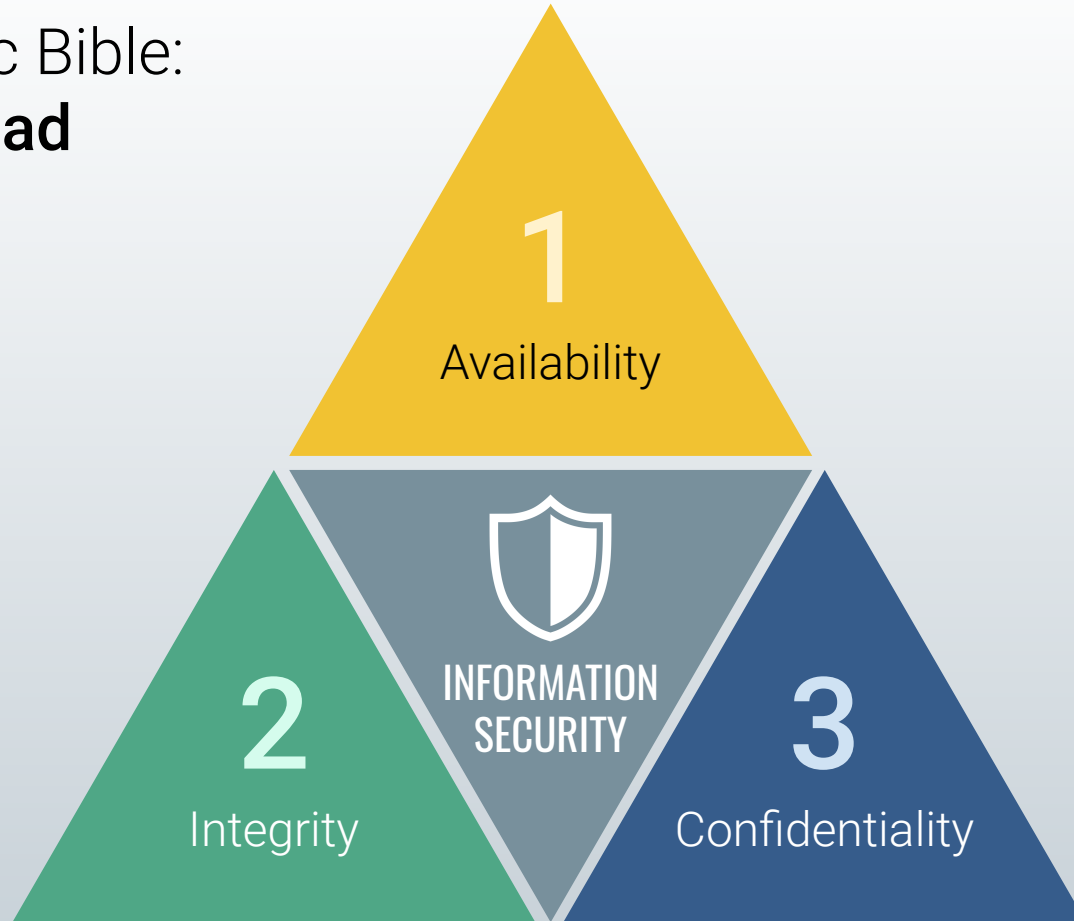 c Bible:
ad
1
Availability
INFORMATION
SECURITY
2
Integrity
3
Confidentiality